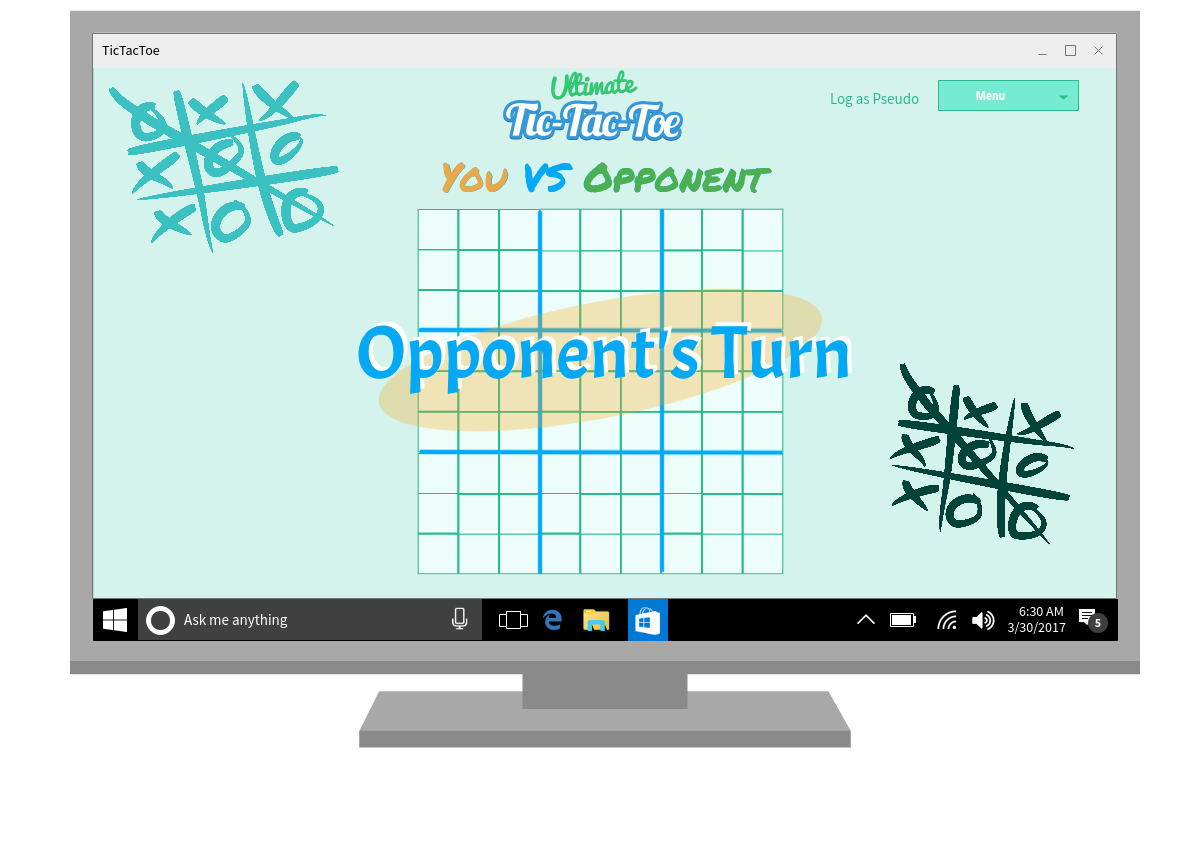 TicTacToe
Ultimate
Tic-Tac-Toe
Log as Pseudo
Menu
You VS Opponent
Opponent's Turn
Ask me anything
6:30 AM
3/30/2017
5